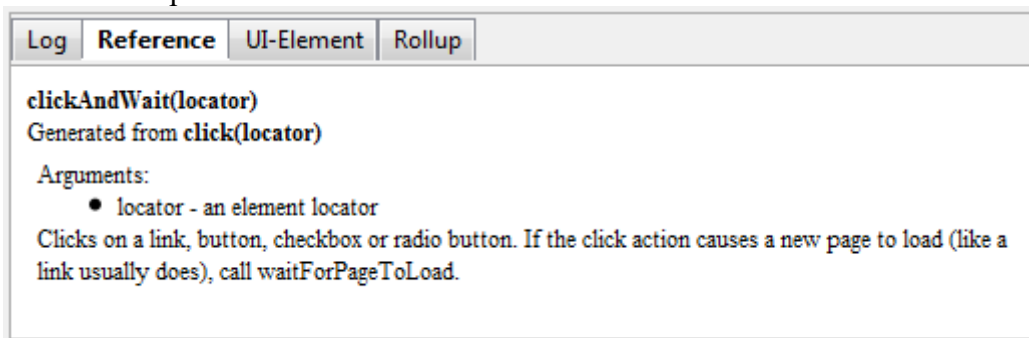 Log Reference UI-Element Rollup
clickAndWait(locator)
Generated from click(locator)
Arguments:
• locator - an element locator
Clicks on a link, button, checkbox or radio button. If the click action causes a new page to load (like a
link usually does), call waitForPageToLoad.